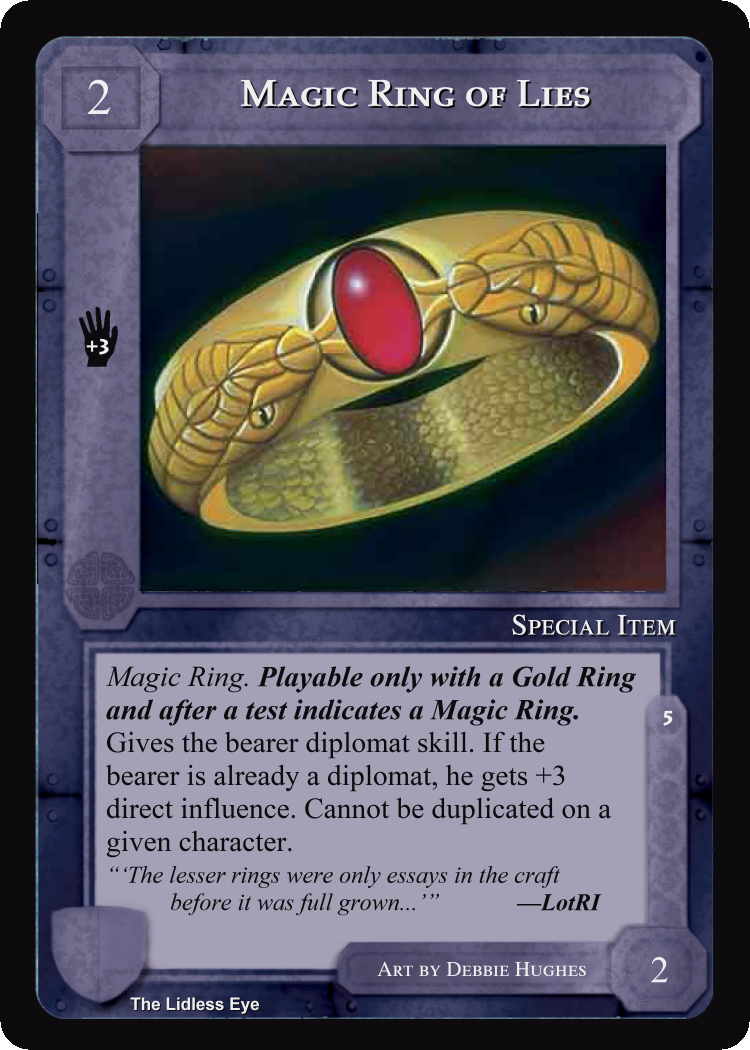 2
Magic Ring of Lies
+3
Special Item
Magic Ring. Playable only with a Gold Ring
and after a test indicates a Magic Ring.
Gives the bearer diplomat skill. If the
bearer is already a diplomat, he gets +3
direct influence. Cannot be duplicated on a
given character.
“‘The lesser rings were only essays in the craft
before it was full grown...’” —LotRI
5
Art by Debbie Hughes
2
The Lidless Eye